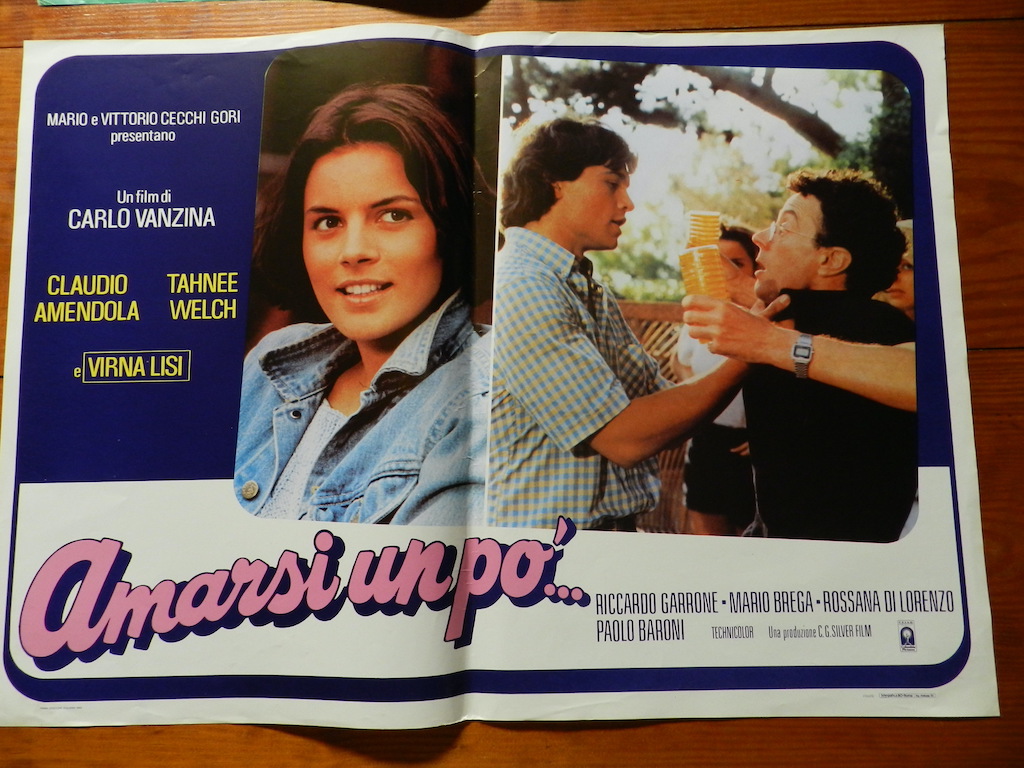 MARIO e VITTORIO CECCHI GORI
presentano
Un film di
CARLO VANZINA
CLAUDIO AMENDOLA
TAHNEE WELCH
e VIRNA LISI
Amarsi un po'...
RICCARDO GARRONE • MARIO BREGA • ROSSANA DI LORENZO
PAOLO BARONI TECHNICOLOR Una produzione C.G. SILVER FILM